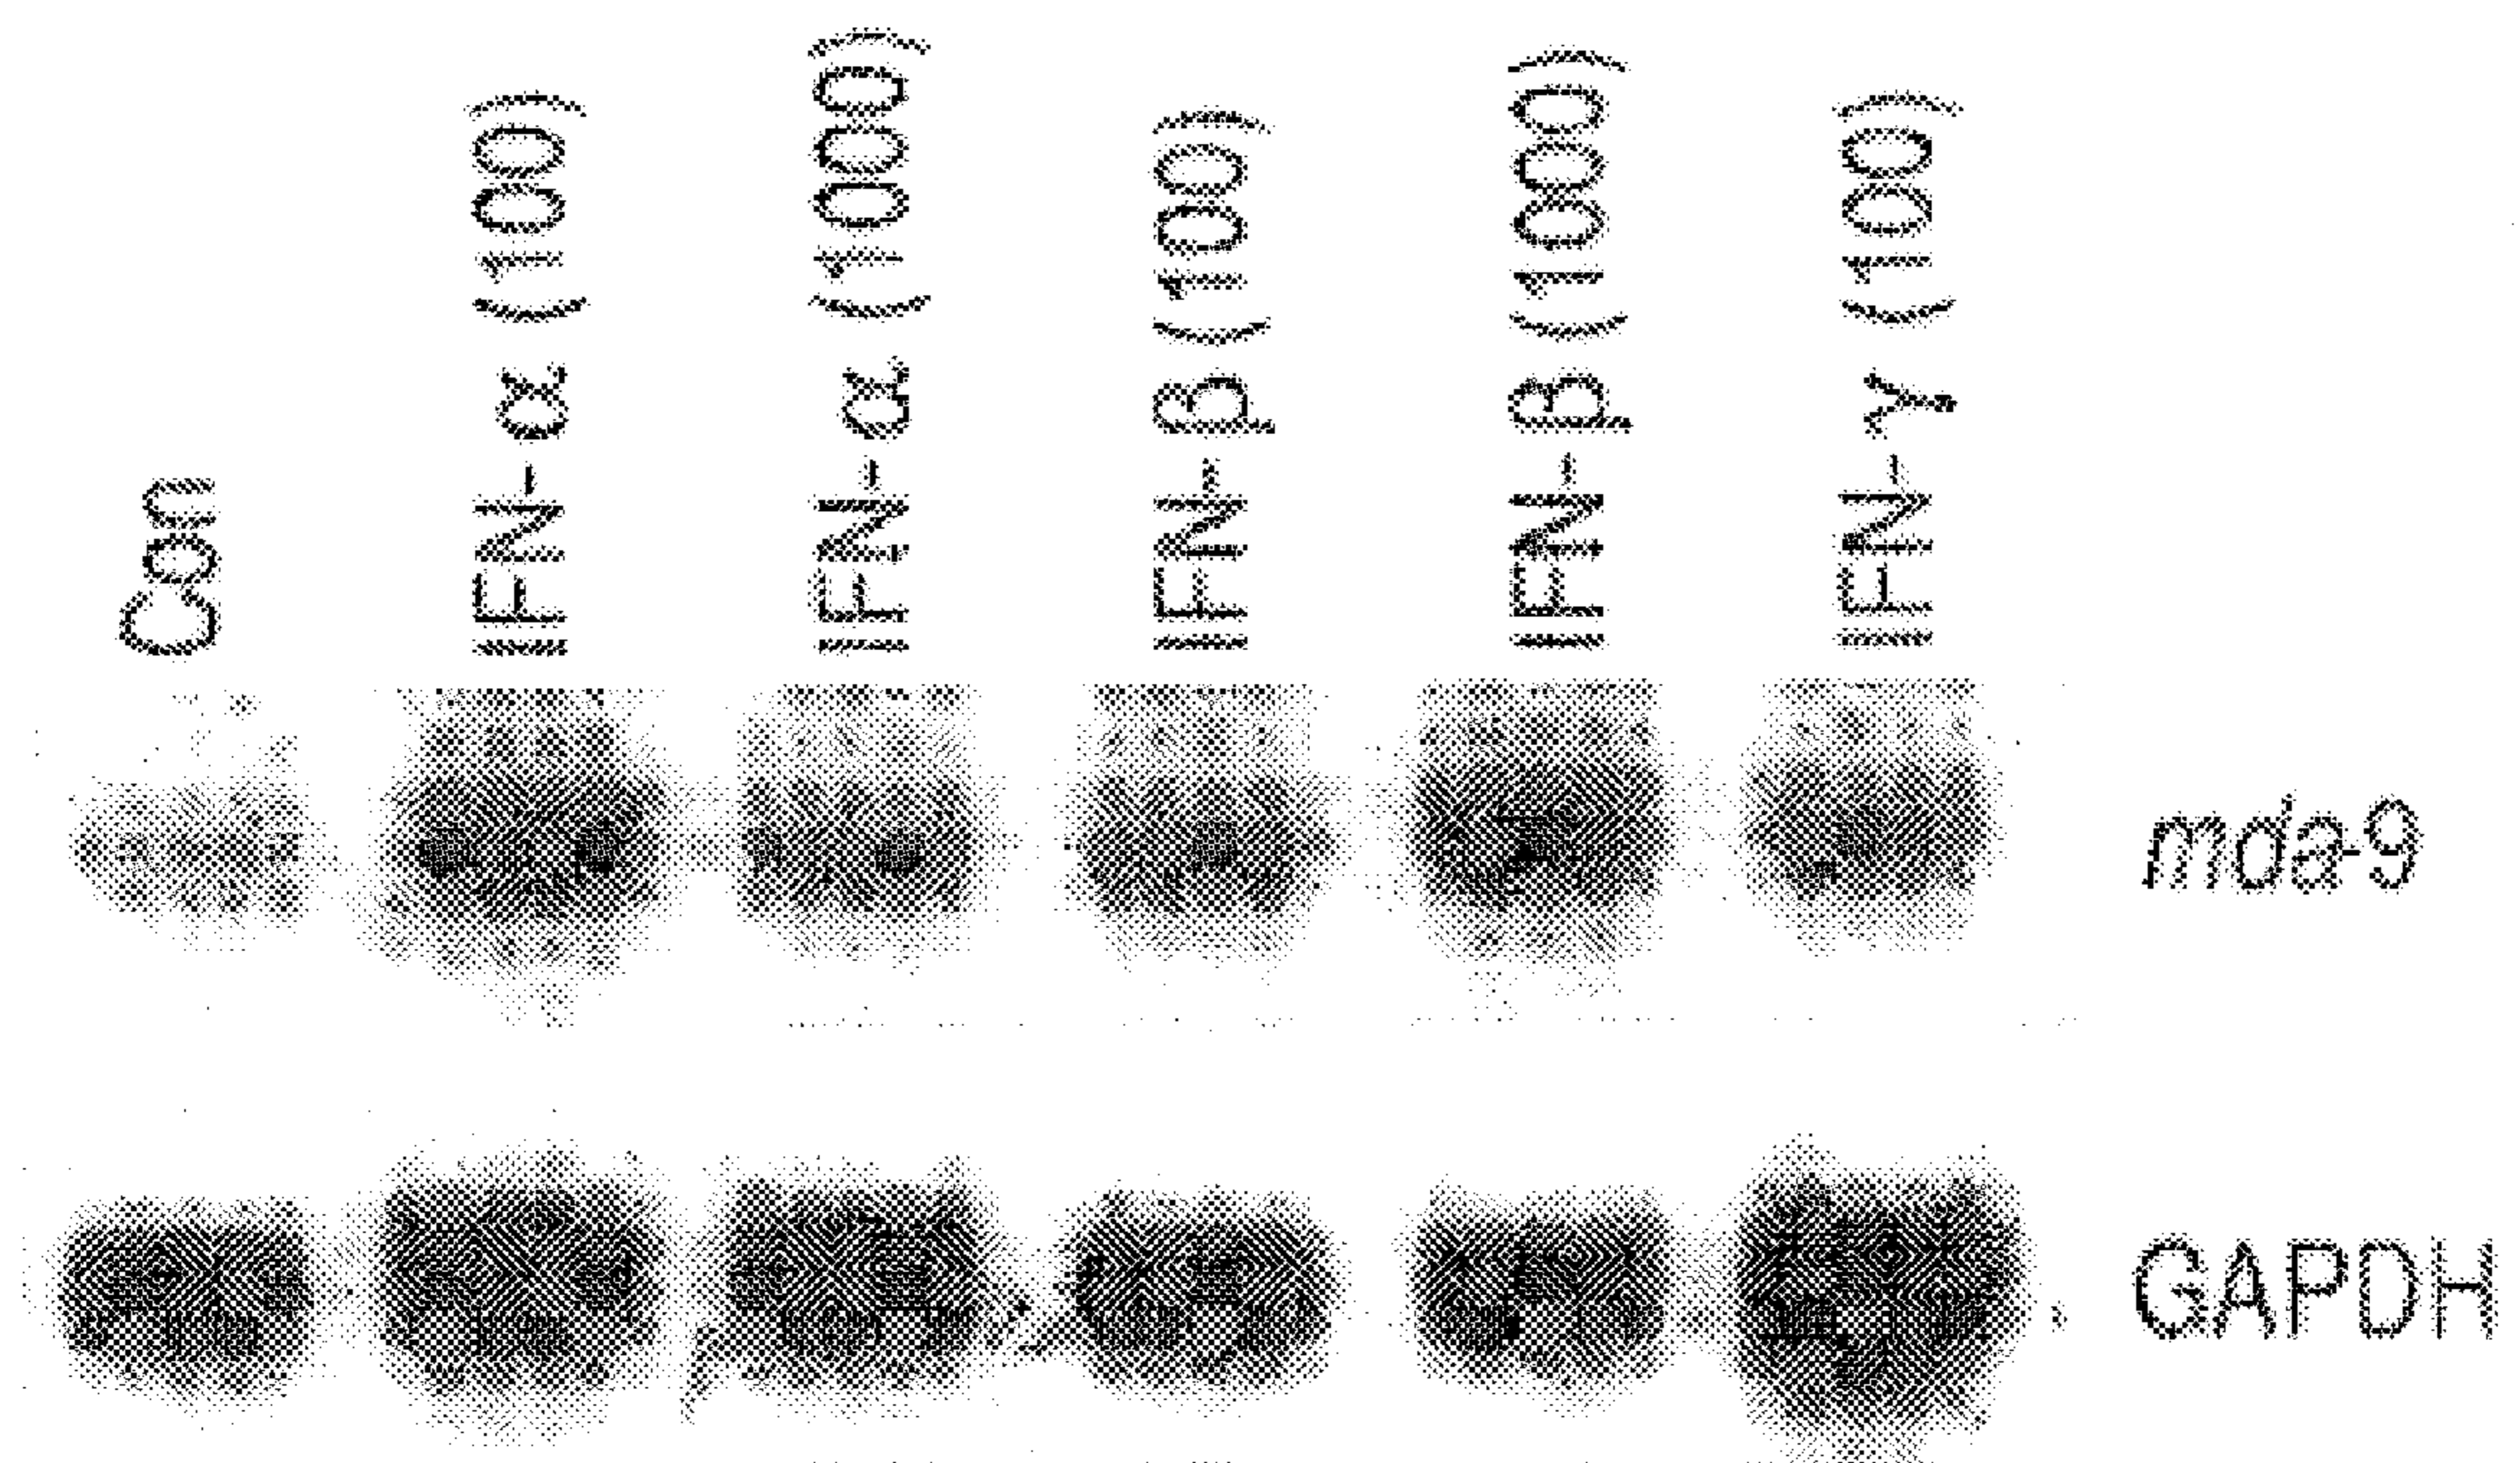 Con
IFN-α (100)
IFN-α (1000)
IFN-β (100)
IFN-β (1000)
IFN-γ (100)
mda-9
GAPDH